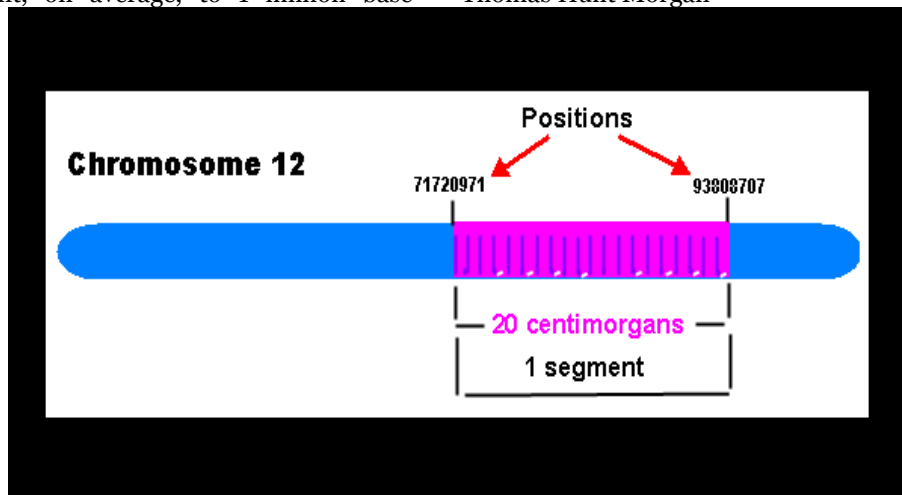 nt, on average, to 1 million base
Thomas Hunt Morgan
Positions
Chromosome 12
71720971
93808707
20 centimorgans
1 segment